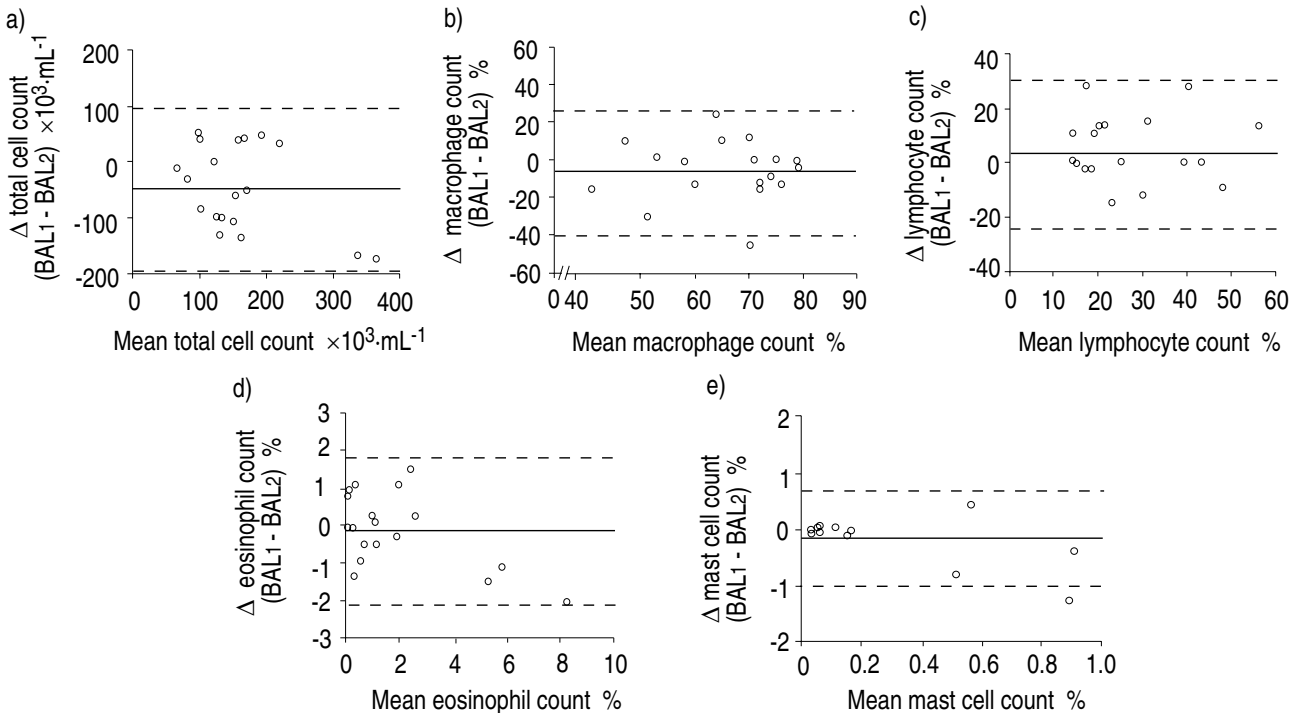 a)
Δ total cell count
(BAL1 - BAL2) ×10³·mL-1
200
100
0
-100
-200
0 100 200 300 400
Mean total cell count ×10³·mL-1
b)
Δ macrophage count
(BAL1 - BAL2) %
60
40
20
0
-20
-40
-60
0 40 50 60 70 80 90
Mean macrophage count %
c)
Δ lymphocyte count
(BAL1 - BAL2) %
40
20
0
-20
-40
0 10 20 30 40 50 60
Mean lymphocyte count %
d)
Δ eosinophil count
(BAL1 - BAL2) %
3
2
1
0
-1
-2
-3
0 2 4 6 8 10
Mean eosinophil count %
e)
Δ mast cell count
(BAL1 - BAL2) %
2
1
0
-1
-2
0 0.2 0.4 0.6 0.8 1.0
Mean mast cell count %